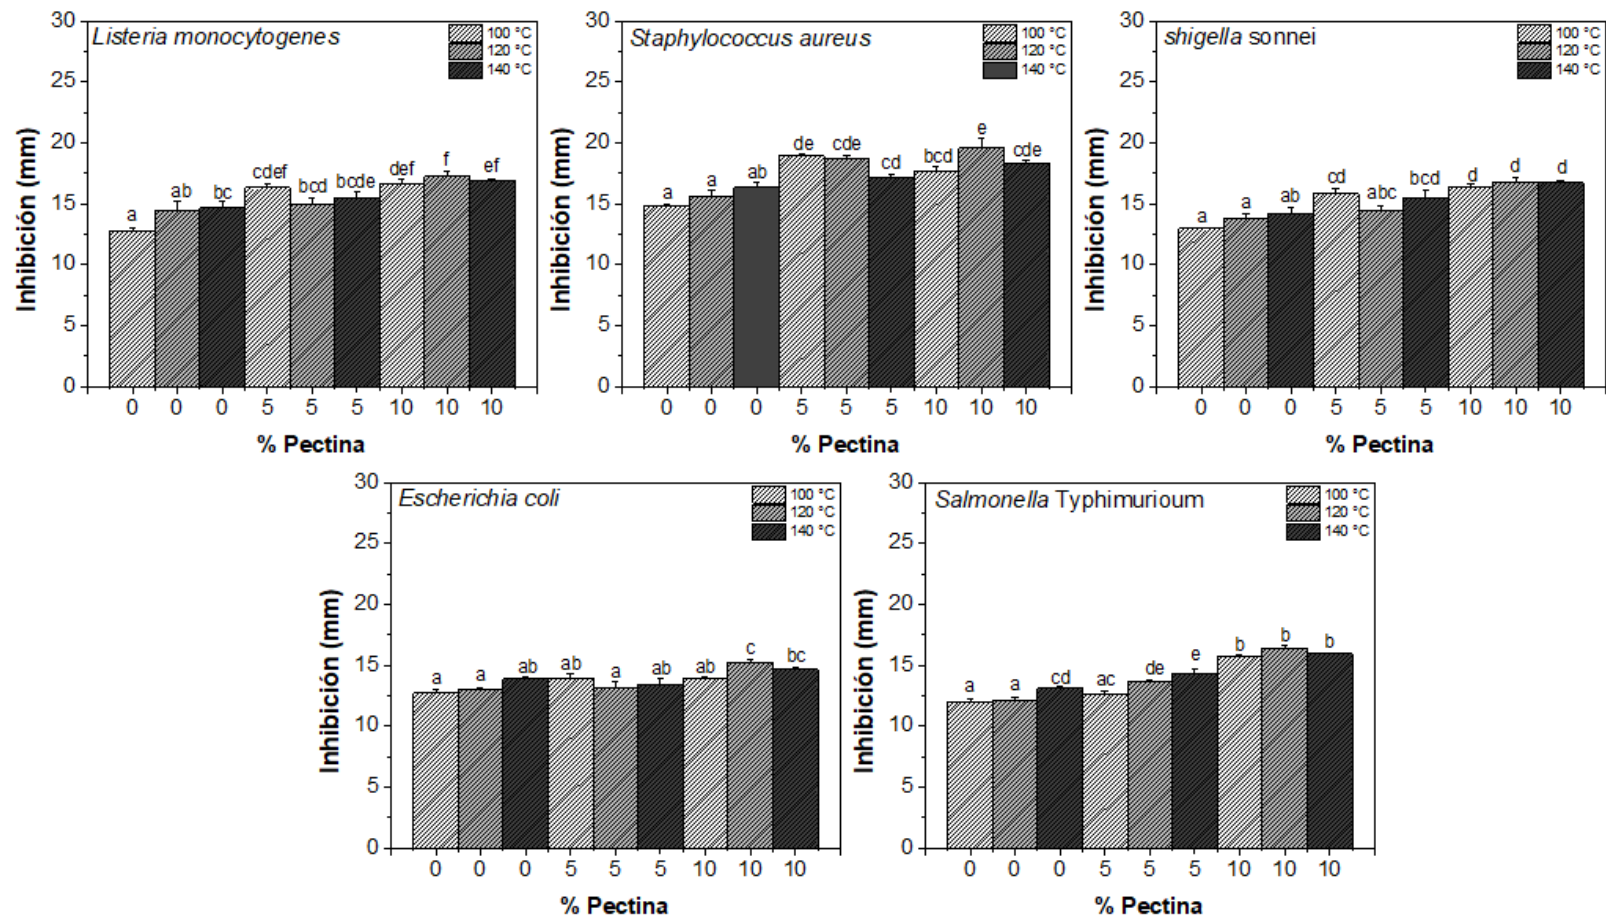 Listeria monocytogenes
100 °C
120 °C
140 °C
30
25
20
15
10
5
0
Inhibición (mm)
a
ab
bc
cdef
bcd
bcde
def
f
ef
0 0 0 5 5 5 10 10 10
% Pectina
Staphylococcus aureus
100 °C
120 °C
140 °C
30
25
20
15
10
5
0
Inhibición (mm)
a
a
ab
de
cde
cd
bcd
e
cde
0 0 0 5 5 5 10 10 10
% Pectina
shigella sonnei
100 °C
120 °C
140 °C
30
25
20
15
10
5
0
Inhibición (mm)
a
a
ab
cd
abc
bcd
d
d
d
0 0 0 5 5 5 10 10 10
% Pectina
Escherichia coli
100 °C
120 °C
140 °C
30
25
20
15
10
5
0
Inhibición (mm)
a
a
ab
ab
a
ab
ab
c
bc
0 0 0 5 5 5 10 10 10
% Pectina
Salmonella Typhimurioum
100 °C
120 °C
140 °C
30
25
20
15
10
5
0
Inhibición (mm)
a
a
cd
ac
de
e
b
b
b
0 0 0 5 5 5 10 10 10
% Pectina